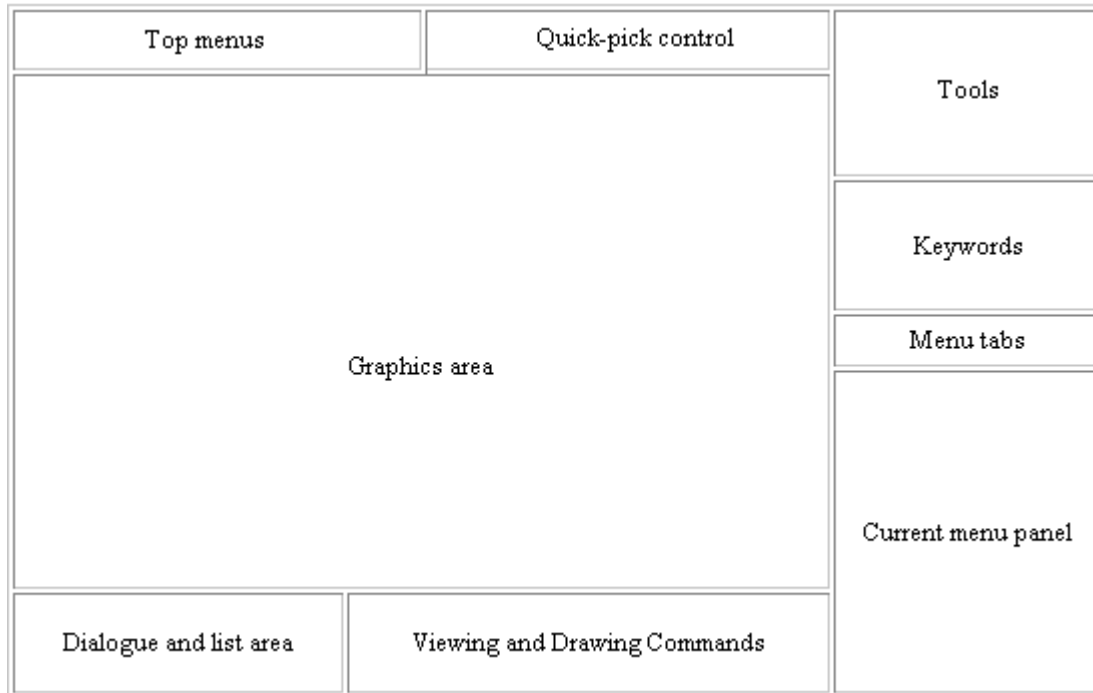 Top menus
Quick-pick control
Tools
Keywords
Menu tabs
Graphics area
Current menu panel
Dialogue and list area
Viewing and Drawing Commands